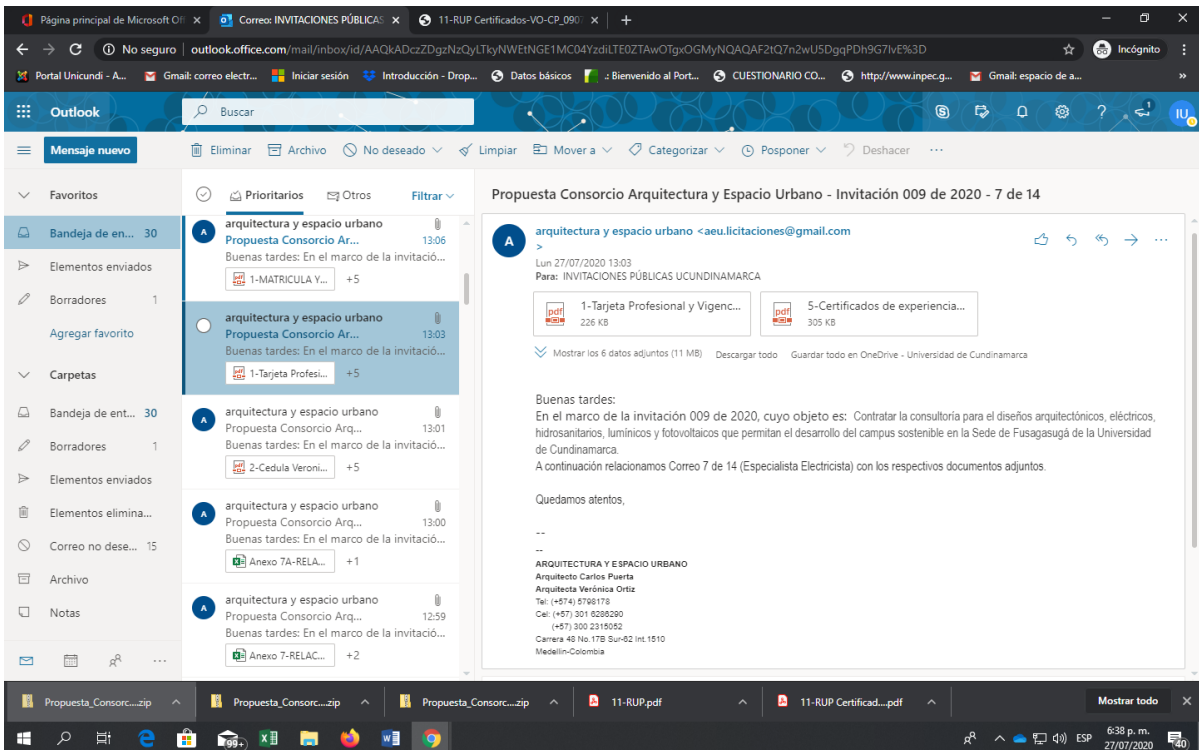 Página principal de Microsoft Of
Correo: INVITACIONES PÚBLICAS
11-RUP Certificados-VO-CP_090
No seguro
outlook.office.com/mail/inbox/id/
Incógnito
Portal Unicundi - A...
Gmail: correo electr...
Iniciar sesión
Introducción - Drop...
Datos básicos
.: Bienvenido al Port...
CUESTIONARIO CO...
http://www.inpec.g...
Gmail: espacio de a...
»
Outlook
Buscar
1
IU
Mensaje nuevo
Eliminar
Archivo
No deseado
Limpiar
Mover a
Categorizar
Posponer
Deshacer
...
Favoritos
Bandeja de en... 30
Elementos enviados
Borradores 1
Agregar favorito
Carpetas
Bandeja de ent... 30
Borradores 1
Elementos enviados
Elementos elimina...
Correo no dese... 15
Archivo
Notas
Prioritarios
Otros
Filtrar
A
arquitectura y espacio urbano
Propuesta Consorcio Ar... 13:06
Buenas tardes: En el marco de la invitació...
1-MATRICULA Y... +5
arquitectura y espacio urbano
Propuesta Consorcio Ar... 13:03
Buenas tardes: En el marco de la invitació...
1-Tarjeta Profesi... +5
A
arquitectura y espacio urbano
Propuesta Consorcio Arq... 13:01
Buenas tardes: En el marco de la invitació...
2-Cedula Veroni... +5
A
arquitectura y espacio urbano
Propuesta Consorcio Arq... 13:00
Buenas tardes: En el marco de la invitació...
Anexo 7A-RELA... +1
A
arquitectura y espacio urbano
Propuesta Consorcio Arq... 12:59
Buenas tardes: En el marco de la invitació...
Anexo 7-RELAC... +2
Propuesta Consorcio Arquitectura y Espacio Urbano - Invitación 009 de 2020 - 7 de 14
A
arquitectura y espacio urbano <aeu.licitaciones@gmail.com
>
Lun 27/07/2020 13:03
Para: INVITACIONES PÚBLICAS UCUNDINAMARCA
1-Tarjeta Profesional y Vigenc...
226 KB
5-Certificados de experiencia...
305 KB
Mostrar los 6 datos adjuntos (11 MB) Descargar todo Guardar todo en OneDrive - Universidad de Cundinamarca
Buenas tardes:
En el marco de la invitación 009 de 2020, cuyo objeto es: Contratar la consultoría para el diseños arquitectónicos, eléctricos,
hidrosanitarios, lumínicos y fotovoltaicos que permitan el desarrollo del campus sostenible en la Sede de Fusagasugá de la Universidad
de Cundinamarca.
A continuación relacionamos Correo 7 de 14 (Especialista Electricista) con los respectivos documentos adjuntos.
Quedamos atentos,
--
--
ARQUITECTURA Y ESPACIO URBANO
Arquitecto Carlos Puerta
Arquitecta Verónica Ortiz
Tel: (+574) 5798178
Cel: (+57) 301 6286290
(+57) 300 2315052
Carrera 48 No.17B Sur-62 Int.1510
Medellín-Colombia
Propuesta_Consorc....zip
Propuesta_Consorc....zip
Propuesta_Consorc....zip
11-RUP.pdf
11-RUP Certificad....pdf
Mostrar todo
99+
ESP
6:38 p. m.
27/07/2020
40